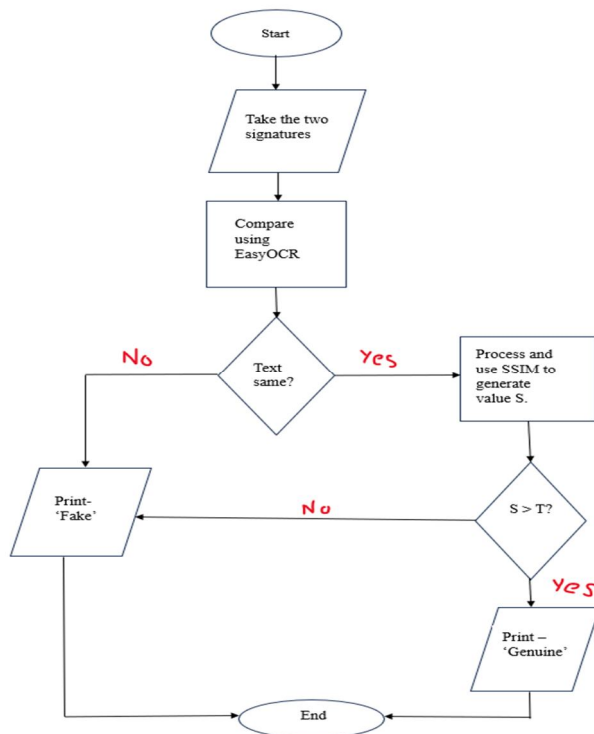 Start
Take the two
signatures
Compare
using
EasyOCR
No
Text
same?
Yes
Process and
use SSIM to
generate
value S.
Print-
‘Fake’
No
S > T?
Yes
Print –
‘Genuine’
End